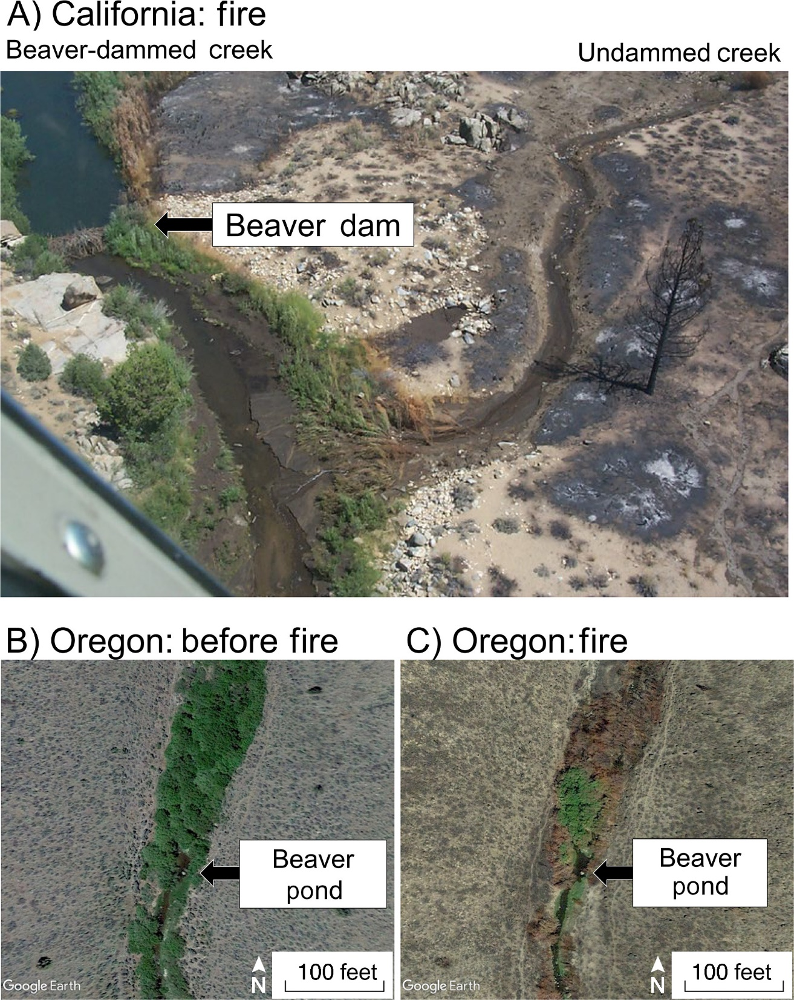 A) California: fire
Beaver-dammed creek
Undammed creek
Beaver dam
B) Oregon: before fire
C) Oregon: fire
Beaver
pond
Beaver
pond
N
100 feet
N
100 feet
Google Earth
Google Earth